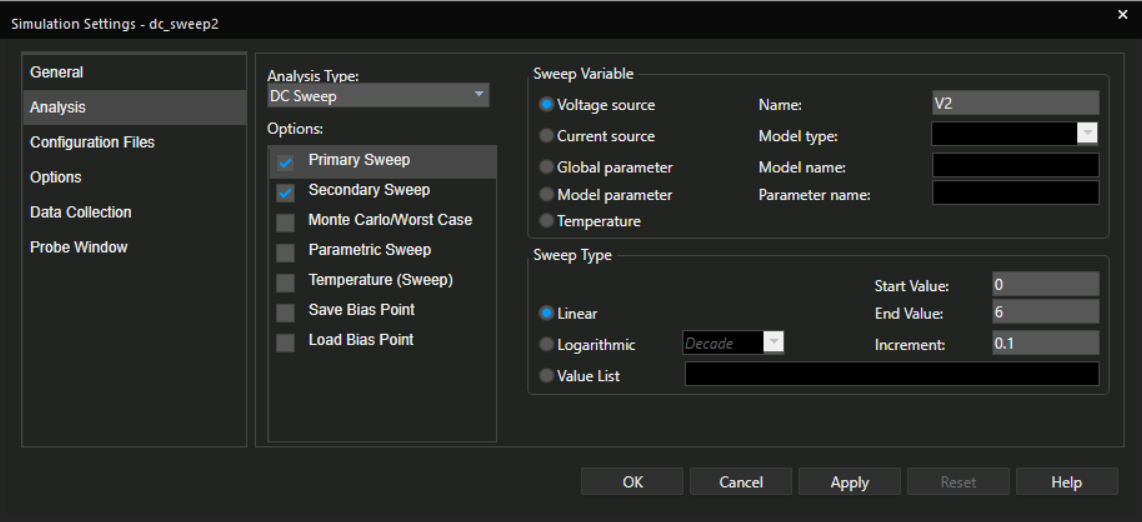 Simulation Settings - dc_sweep2
General
Analysis
Configuration Files
Options
Data Collection
Probe Window
Analysis Type:
DC Sweep
Options:
Primary Sweep
Secondary Sweep
Monte Carlo/Worst Case
Parametric Sweep
Temperature (Sweep)
Save Bias Point
Load Bias Point
Sweep Variable
Voltage source
Name: V2
Current source
Model type:
Global parameter
Model name:
Model parameter
Parameter name:
Temperature
Sweep Type
Start Value: 0
Linear
End Value: 6
Logarithmic Decade
Increment: 0.1
Value List
OK Cancel Apply Reset Help